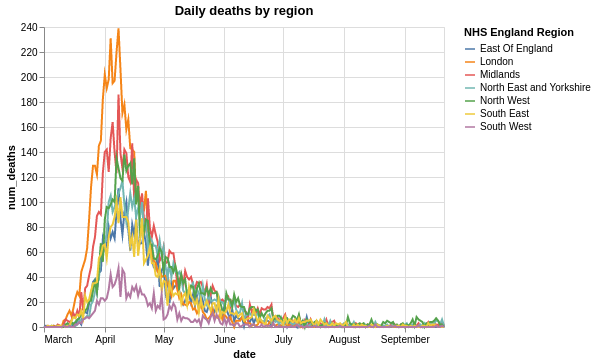 Daily deaths by region
NHS England Region
East Of England
London
Midlands
North East and Yorkshire
North West
South East
South West
num_deaths
240
220
200
180
160
140
120
100
80
60
40
20
0
March April May June July August September
date